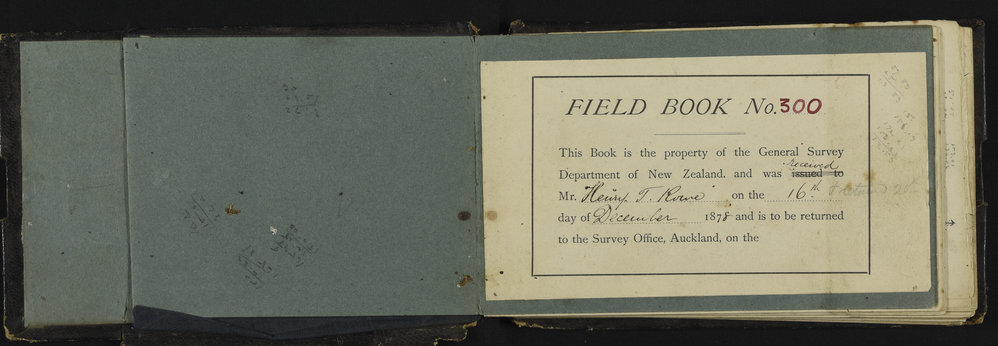 FIELD BOOK No. 300
This Book is the property of the General Survey
received
Department of New Zealand. and was issued to
Mr. Henry T. Rowe on the 16th
day of December 1878 and is to be returned
to the Survey Office, Auckland, on the